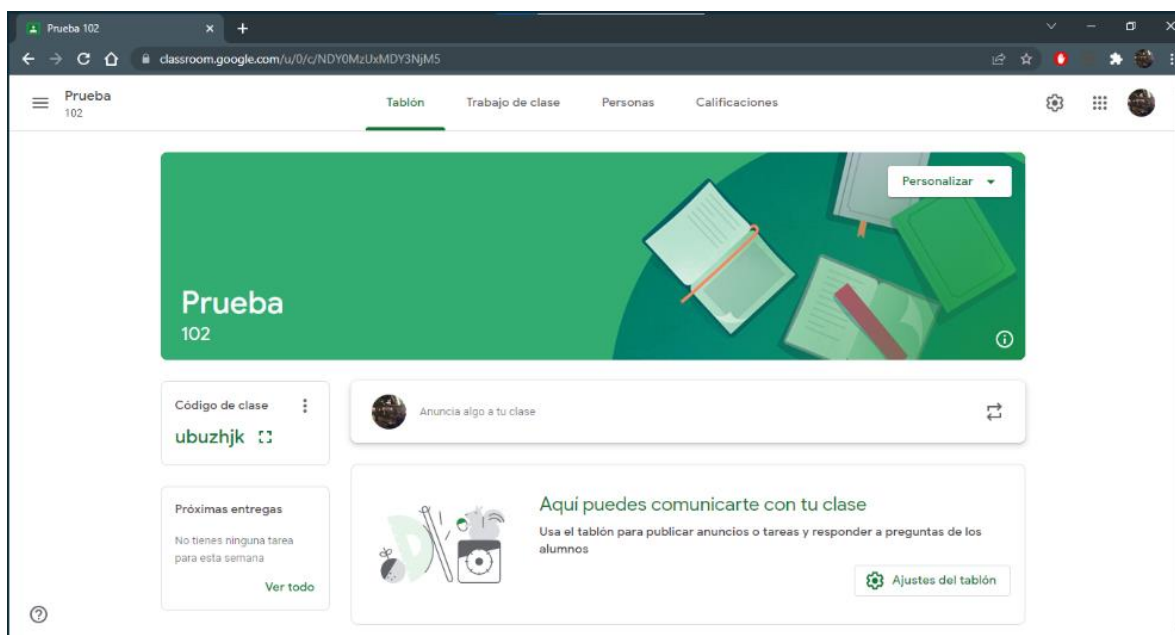 Prueba 102
classroom.google.com/u/0/c/NDY0MzUxMDY3NjM5
Prueba
102
Tablón Trabajo de clase Personas Calificaciones
Personalizar
Prueba
102
Código de clase
ubuzhjk
Anuncia algo a tu clase
Próximas entregas
No tienes ninguna tarea
para esta semana
Ver todo
Aquí puedes comunicarte con tu clase
Usa el tablón para publicar anuncios o tareas y responder a preguntas de los
alumnos
Ajustes del tablón